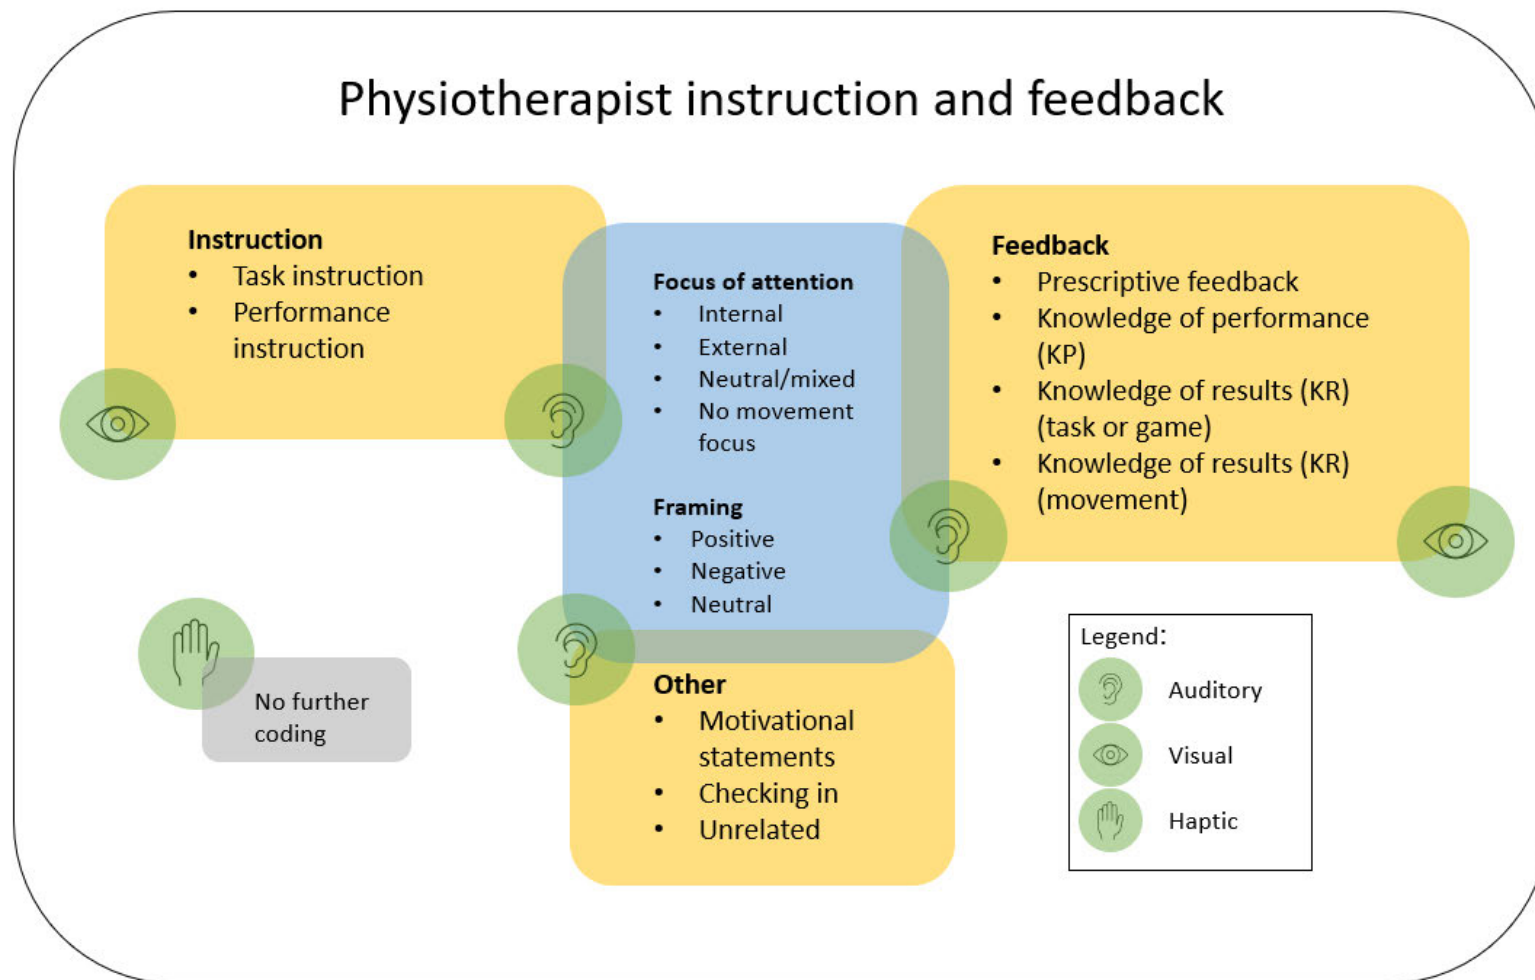 Physiotherapist instruction and feedback
Instruction
• Task instruction
• Performance
instruction
Focus of attention
• Internal
• External
• Neutral/mixed
• No movement
focus
Framing
• Positive
• Negative
• Neutral
Feedback
• Prescriptive feedback
• Knowledge of performance
(KP)
• Knowledge of results (KR)
(task or game)
• Knowledge of results (KR)
(movement)
No further
coding
Other
• Motivational
statements
• Checking in
• Unrelated
Legend:
Auditory
Visual
Haptic